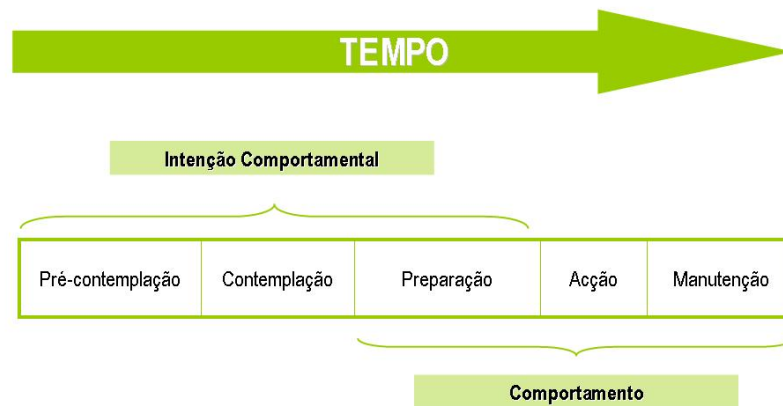 TEMPO
Intenção Comportamental
Pré-contemplação Contemplação Preparação Acção Manutenção
Comportamento